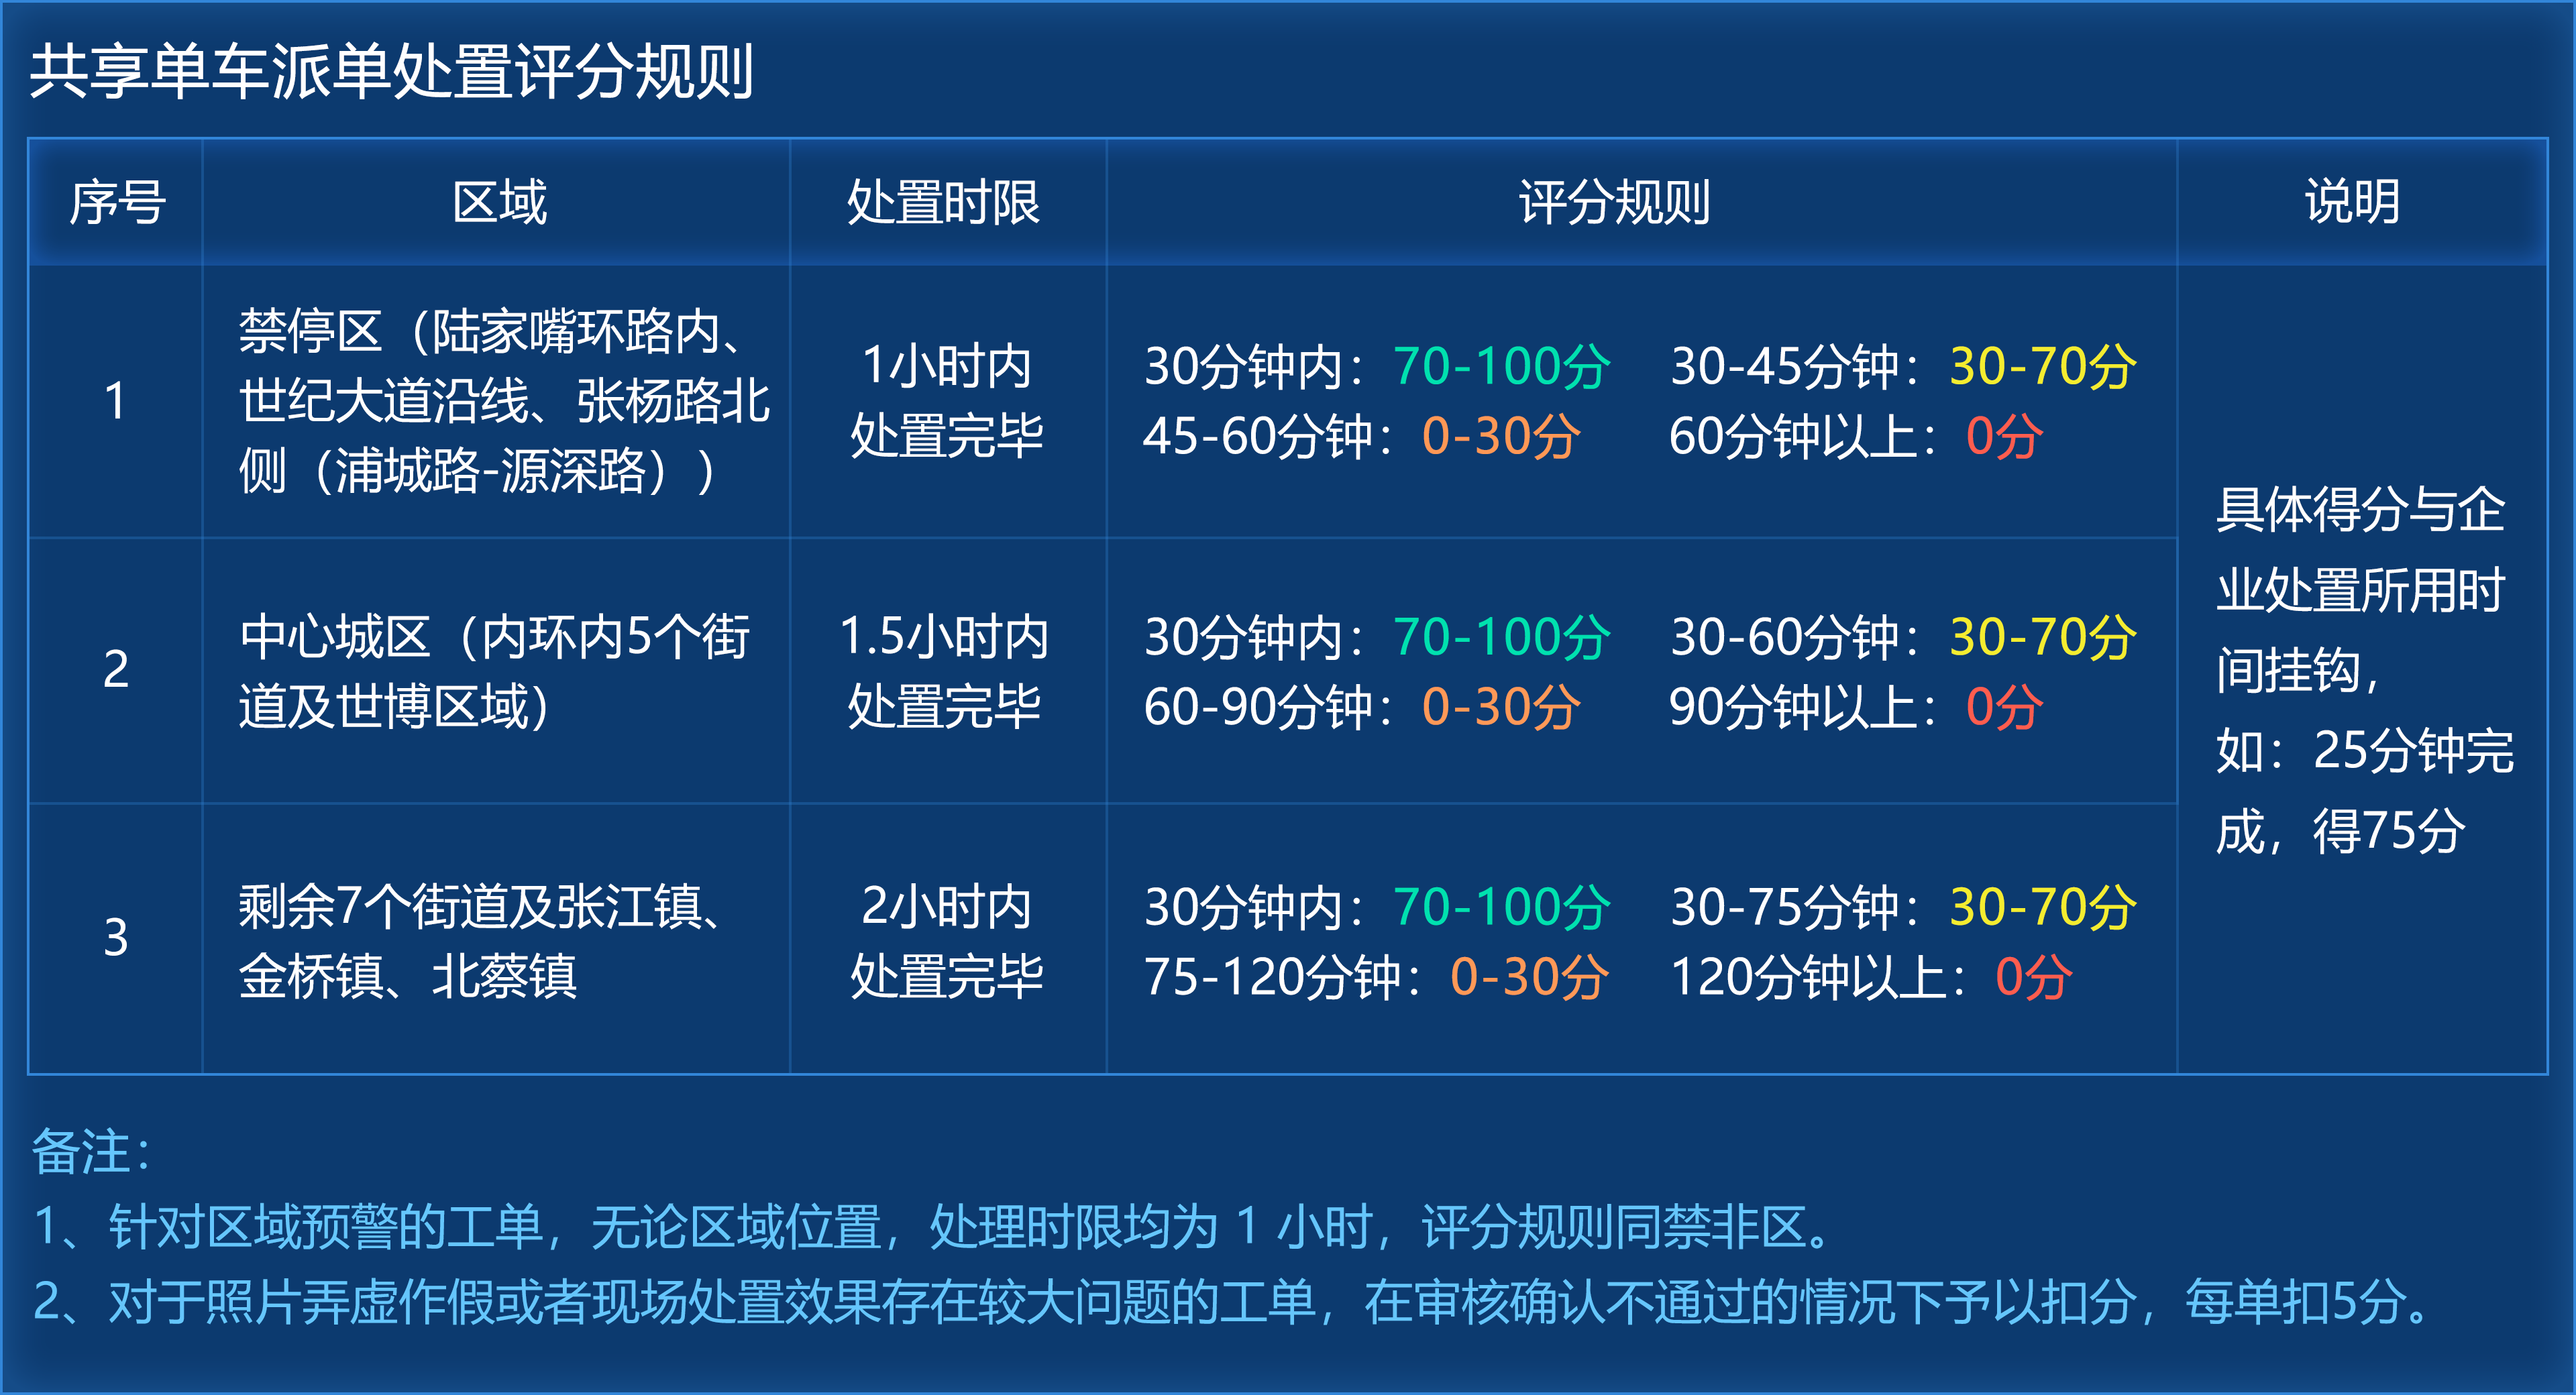 共享单车派单处置评分规则
序号 区域 处置时限 评分规则 说明
1
禁停区（陆家嘴环路内、
世纪大道沿线、张杨路北
侧（浦城路-源深路））
1小时内
处置完毕
30分钟内：70-100分 30-45分钟：30-70分
45-60分钟：0-30分 60分钟以上：0分
2
中心城区（内环内5个街
道及世博区域）
1.5小时内
处置完毕
30分钟内：70-100分 30-60分钟：30-70分
60-90分钟：0-30分 90分钟以上：0分
3
剩余7个街道及张江镇、
金桥镇、北蔡镇
2小时内
处置完毕
30分钟内：70-100分 30-75分钟：30-70分
75-120分钟：0-30分 120分钟以上：0分
具体得分与企
业处置所用时
间挂钩，
如：25分钟完
成，得75分
备注：
1、针对区域预警的工单，无论区域位置，处理时限均为 1 小时，评分规则同禁非区。
2、对于照片弄虚作假或者现场处置效果存在较大问题的工单，在审核确认不通过的情况下予以扣分，每单扣5分。